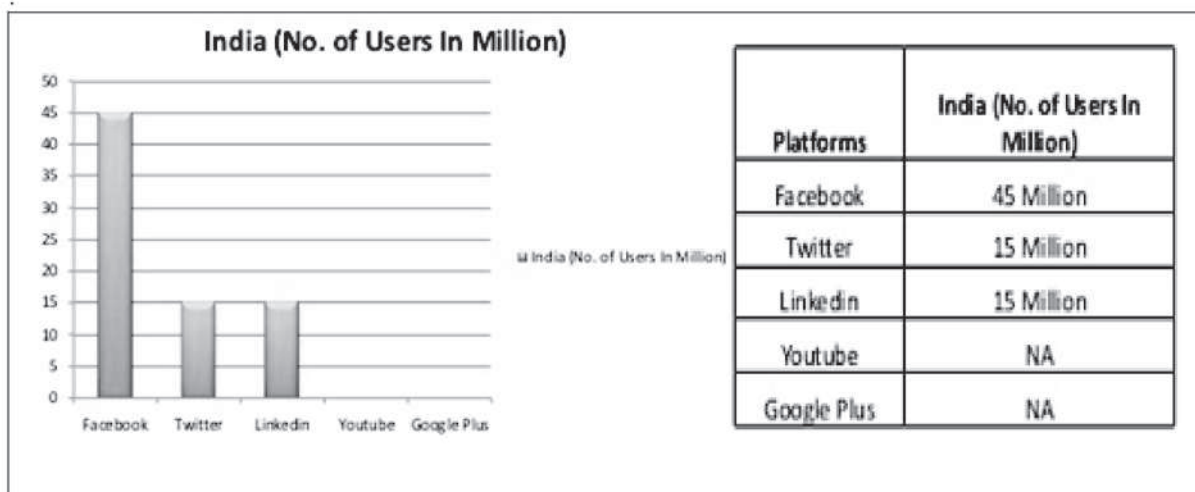 India (No. of Users In Million)
50
45
40
35
30
25
20
15
10
5
0
Facebook Twitter Linkedin Youtube Google Plus
India (No. of Users In Million)
Platforms India (No. of Users In
Million)
Facebook 45 Million
Twitter 15 Million
Linkedin 15 Million
Youtube NA
Google Plus NA